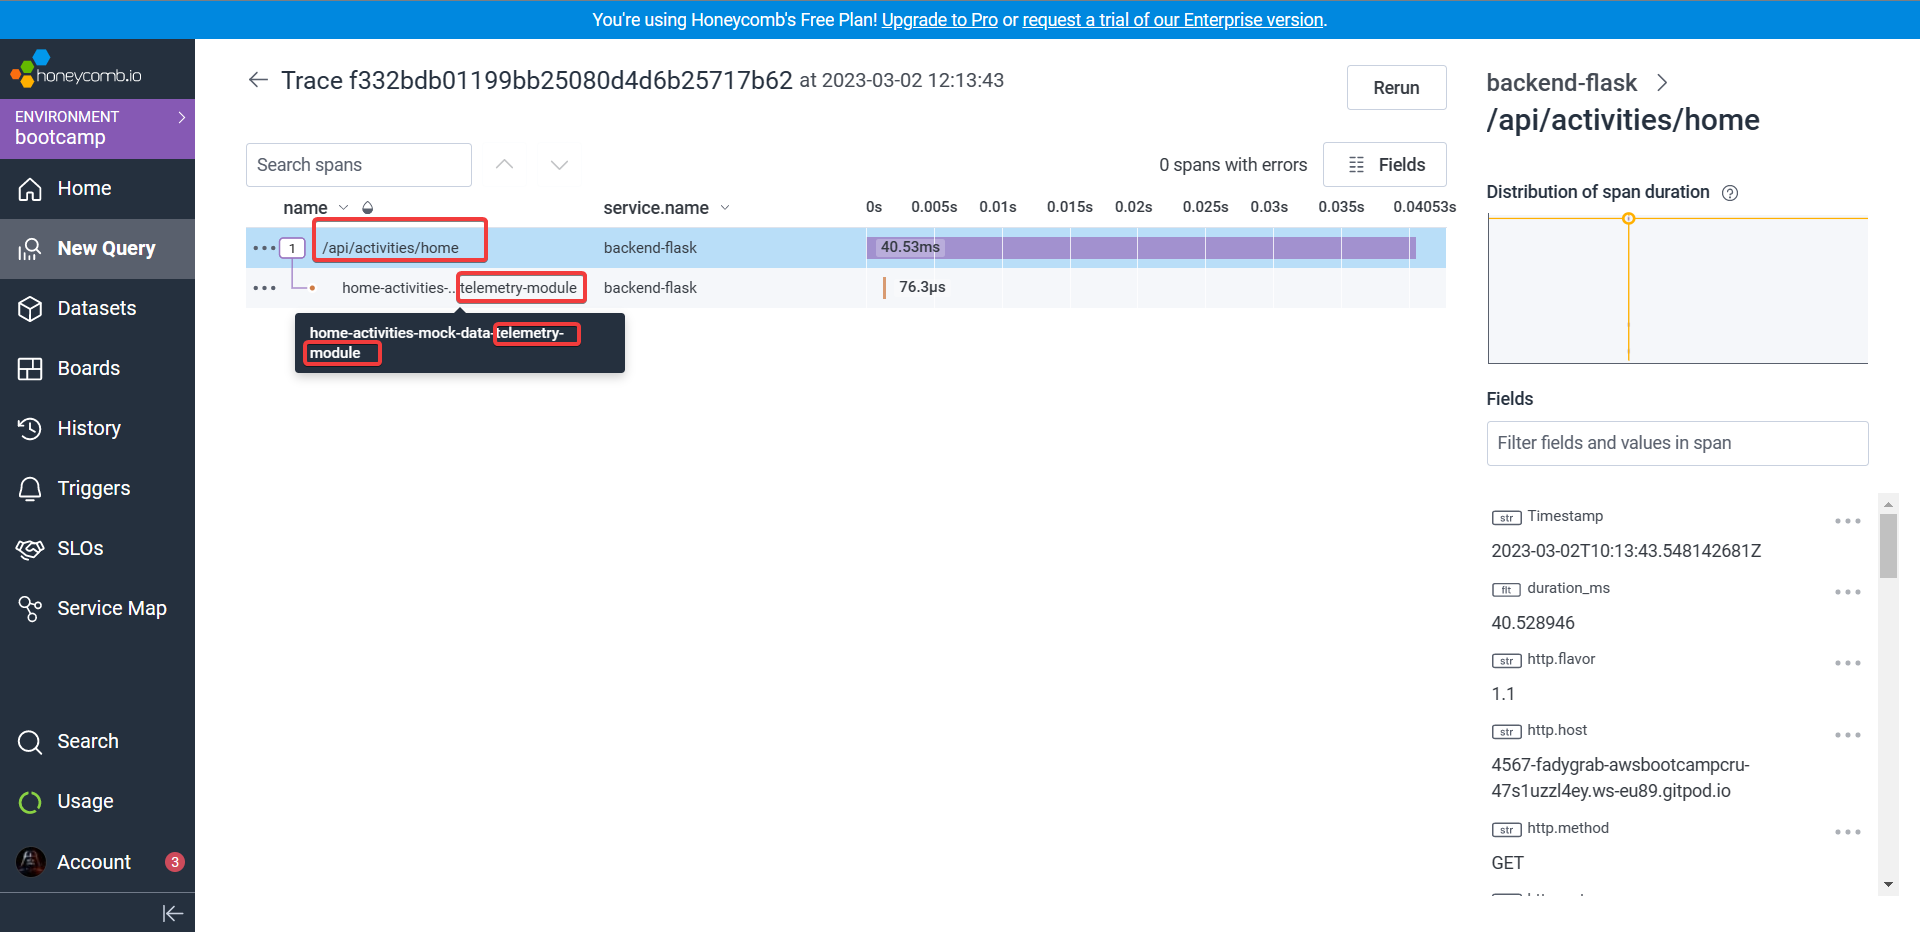 You're using Honeycomb's Free Plan! Upgrade to Pro or request a trial of our Enterprise version.
honeycomb.io
ENVIRONMENT
bootcamp
Home
New Query
Datasets
Boards
History
Triggers
SLOs
Service Map
Search
Usage
Account 3
Trace f332bdb01199bb25080d4d6b25717b62 at 2023-03-02 12:13:43
Rerun
Search spans
0 spans with errors
Fields
name service.name 0s 0.005s 0.01s 0.015s 0.02s 0.025s 0.03s 0.035s 0.04053s
1 /api/activities/home backend-flask 40.53ms
home-activities-...telemetry-module backend-flask 76.3µs
home-activities-mock-data-telemetry-
module
backend-flask
/api/activities/home
Distribution of span duration
Fields
Filter fields and values in span
str Timestamp
2023-03-02T10:13:43.548142681Z
flt duration_ms
40.528946
str http.flavor
1.1
str http.host
4567-fadygrab-awsbootcampcru-
47s1uzzl4ey.ws-eu89.gitpod.io
str http.method
GET